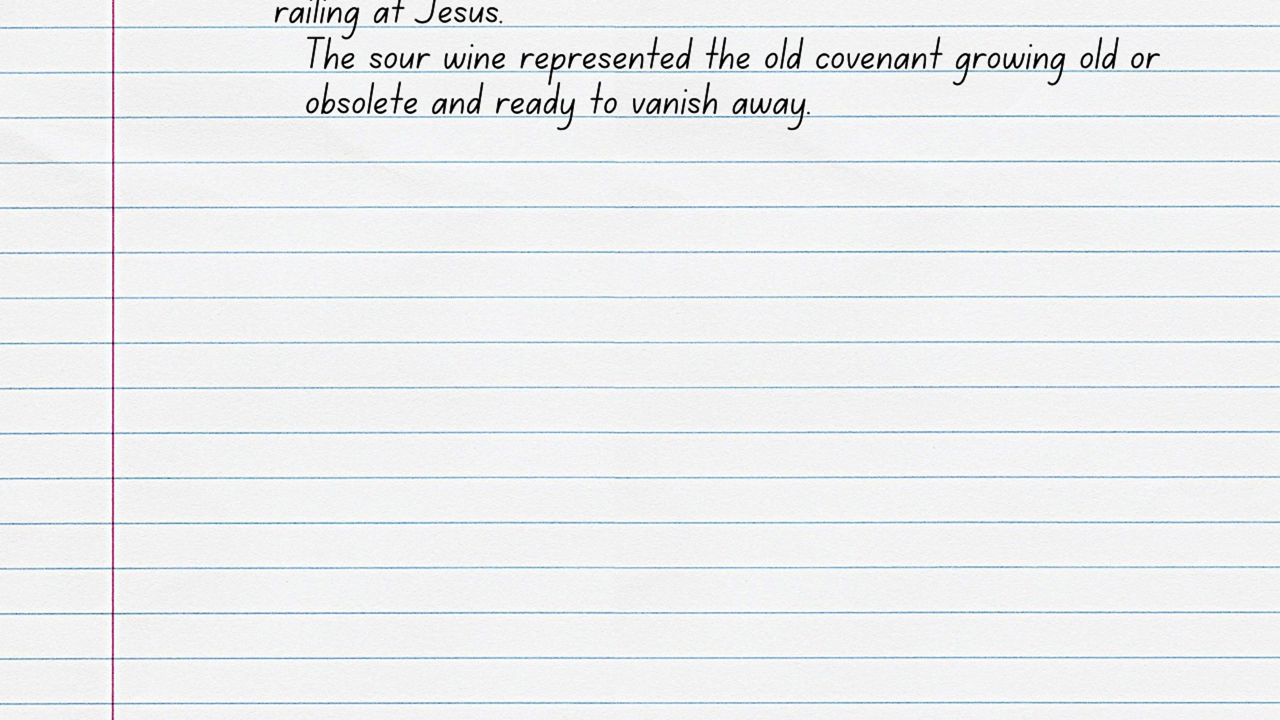 railing at Jesus.
The sour wine represented the old covenant growing old or
obsolete and ready to vanish away.